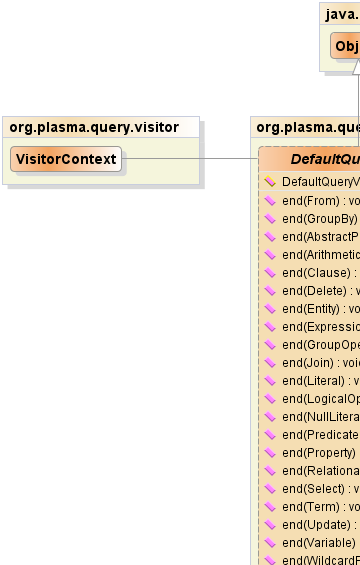 java.
Obj
org.plasma.query.visitor
VisitorContext
org.plasma.que
DefaultQu
DefaultQueryV
end(From) : vo
end(GroupBy)
end(AbstractP
end(Arithmetic
end(Clause) :
end(Delete) : v
end(Entity) : vo
end(Expressio
end(GroupOpe
end(Join) : voi
end(Literal) : v
end(LogicalOp
end(NullLitera
end(Predicate
end(Property)
end(Relationa
end(Select) : v
end(Term) : vo
end(Update) :
end(Variable)
end(WildcardP